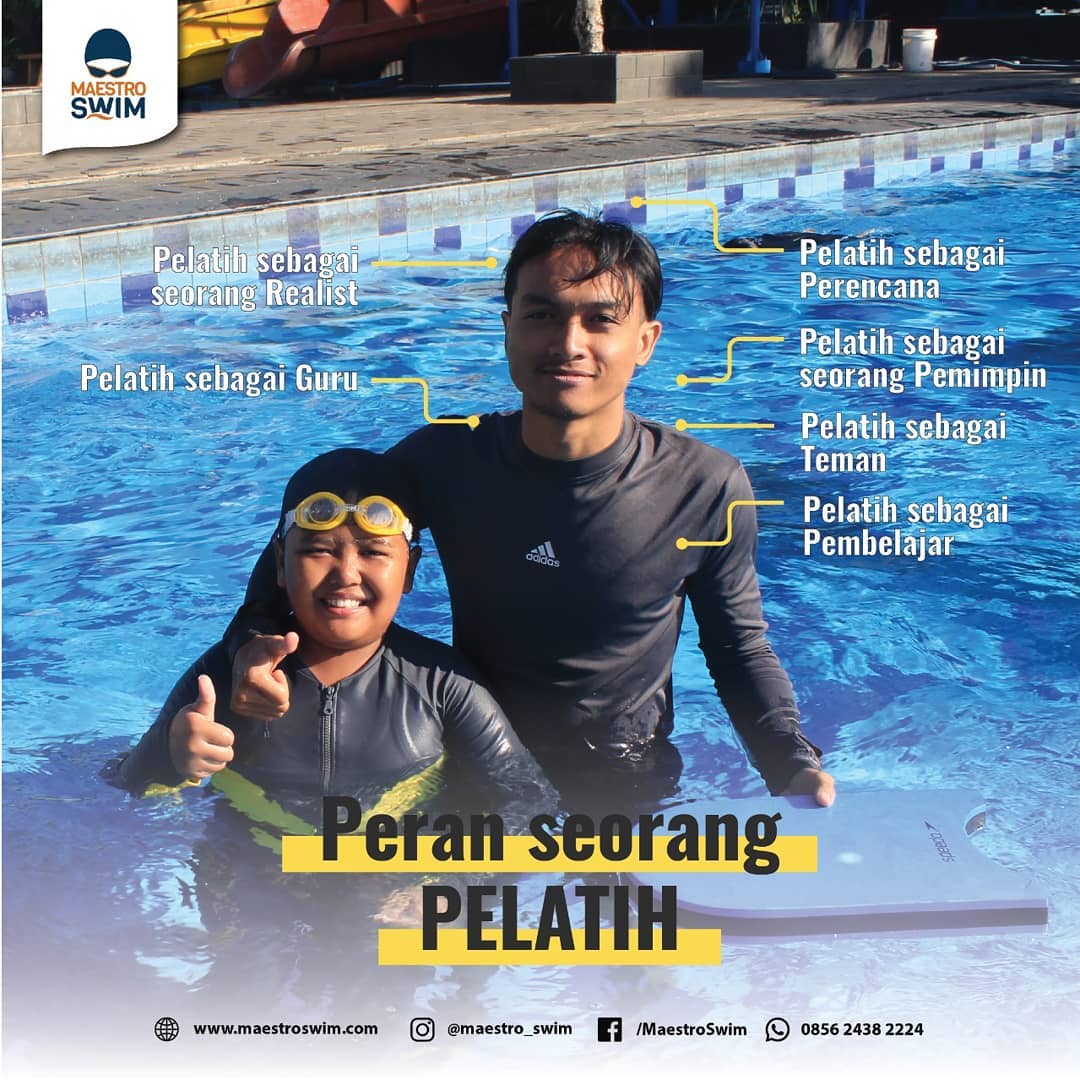 MAESTRO
SWIM
Pelatih sebagai
seorang Realist
Pelatih sebagai Guru
Pelatih sebagai
Perencana
Pelatih sebagai
seorang Pemimpin
Pelatih sebagai
Teman
Pelatih sebagai
Pembelajar
adidas
speedo
Peran seorang
PELATIH
www.maestroswim.com
@maestro_swim
/MaestroSwim
0856 2438 2224